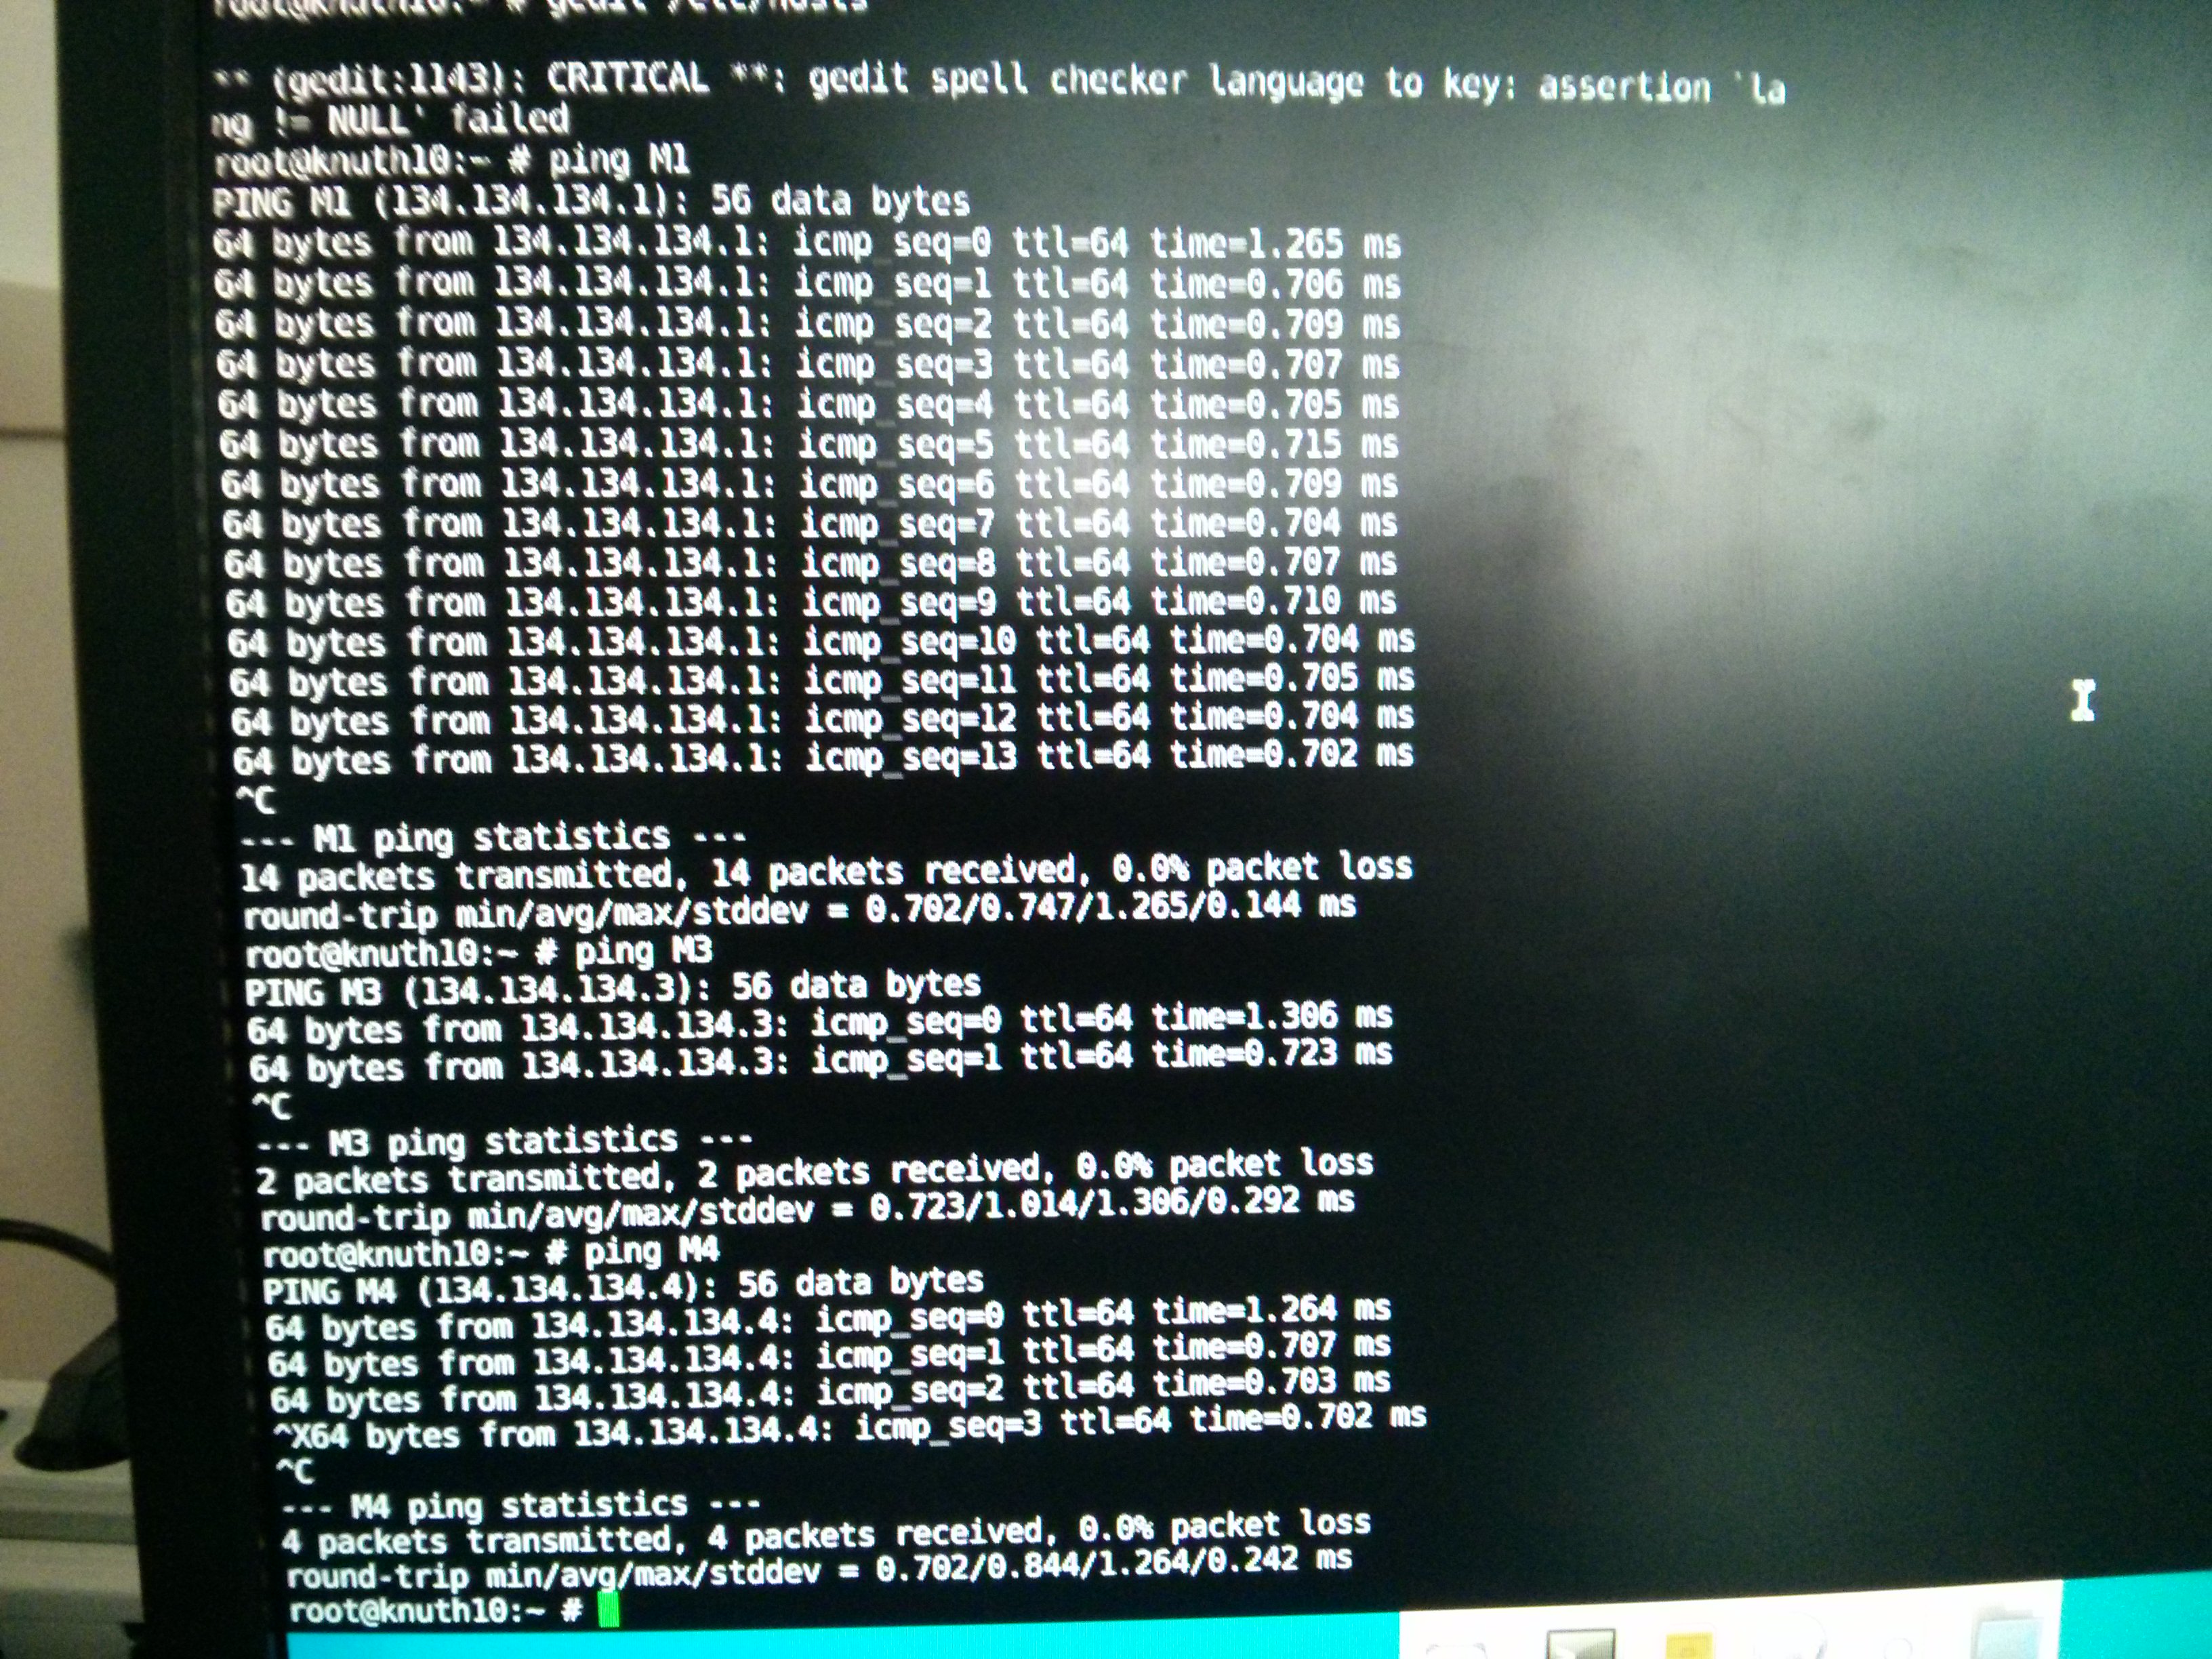 root@knuth10:~ # gedit /etc/hosts
** (gedit:1143): CRITICAL **: gedit spell checker language to key: assertion `la
ng != NULL' failed
root@knuth10:~ # ping M1
PING M1 (134.134.134.1): 56 data bytes
64 bytes from 134.134.134.1: icmp_seq=0 ttl=64 time=1.265 ms
64 bytes from 134.134.134.1: icmp_seq=1 ttl=64 time=0.706 ms
64 bytes from 134.134.134.1: icmp_seq=2 ttl=64 time=0.709 ms
64 bytes from 134.134.134.1: icmp_seq=3 ttl=64 time=0.707 ms
64 bytes from 134.134.134.1: icmp_seq=4 ttl=64 time=0.705 ms
64 bytes from 134.134.134.1: icmp_seq=5 ttl=64 time=0.715 ms
64 bytes from 134.134.134.1: icmp_seq=6 ttl=64 time=0.709 ms
64 bytes from 134.134.134.1: icmp_seq=7 ttl=64 time=0.704 ms
64 bytes from 134.134.134.1: icmp_seq=8 ttl=64 time=0.707 ms
64 bytes from 134.134.134.1: icmp_seq=9 ttl=64 time=0.710 ms
64 bytes from 134.134.134.1: icmp_seq=10 ttl=64 time=0.704 ms
64 bytes from 134.134.134.1: icmp_seq=11 ttl=64 time=0.705 ms
64 bytes from 134.134.134.1: icmp_seq=12 ttl=64 time=0.704 ms
64 bytes from 134.134.134.1: icmp_seq=13 ttl=64 time=0.702 ms
^C
--- M1 ping statistics ---
14 packets transmitted, 14 packets received, 0.0% packet loss
round-trip min/avg/max/stddev = 0.702/0.747/1.265/0.144 ms
root@knuth10:~ # ping M3
PING M3 (134.134.134.3): 56 data bytes
64 bytes from 134.134.134.3: icmp_seq=0 ttl=64 time=1.306 ms
64 bytes from 134.134.134.3: icmp_seq=1 ttl=64 time=0.723 ms
^C
--- M3 ping statistics ---
2 packets transmitted, 2 packets received, 0.0% packet loss
round-trip min/avg/max/stddev = 0.723/1.014/1.306/0.292 ms
root@knuth10:~ # ping M4
PING M4 (134.134.134.4): 56 data bytes
64 bytes from 134.134.134.4: icmp_seq=0 ttl=64 time=1.264 ms
64 bytes from 134.134.134.4: icmp_seq=1 ttl=64 time=0.707 ms
64 bytes from 134.134.134.4: icmp_seq=2 ttl=64 time=0.703 ms
^X64 bytes from 134.134.134.4: icmp_seq=3 ttl=64 time=0.702 ms
^C
--- M4 ping statistics ---
4 packets transmitted, 4 packets received, 0.0% packet loss
round-trip min/avg/max/stddev = 0.702/0.844/1.264/0.242 ms
root@knuth10:~ #